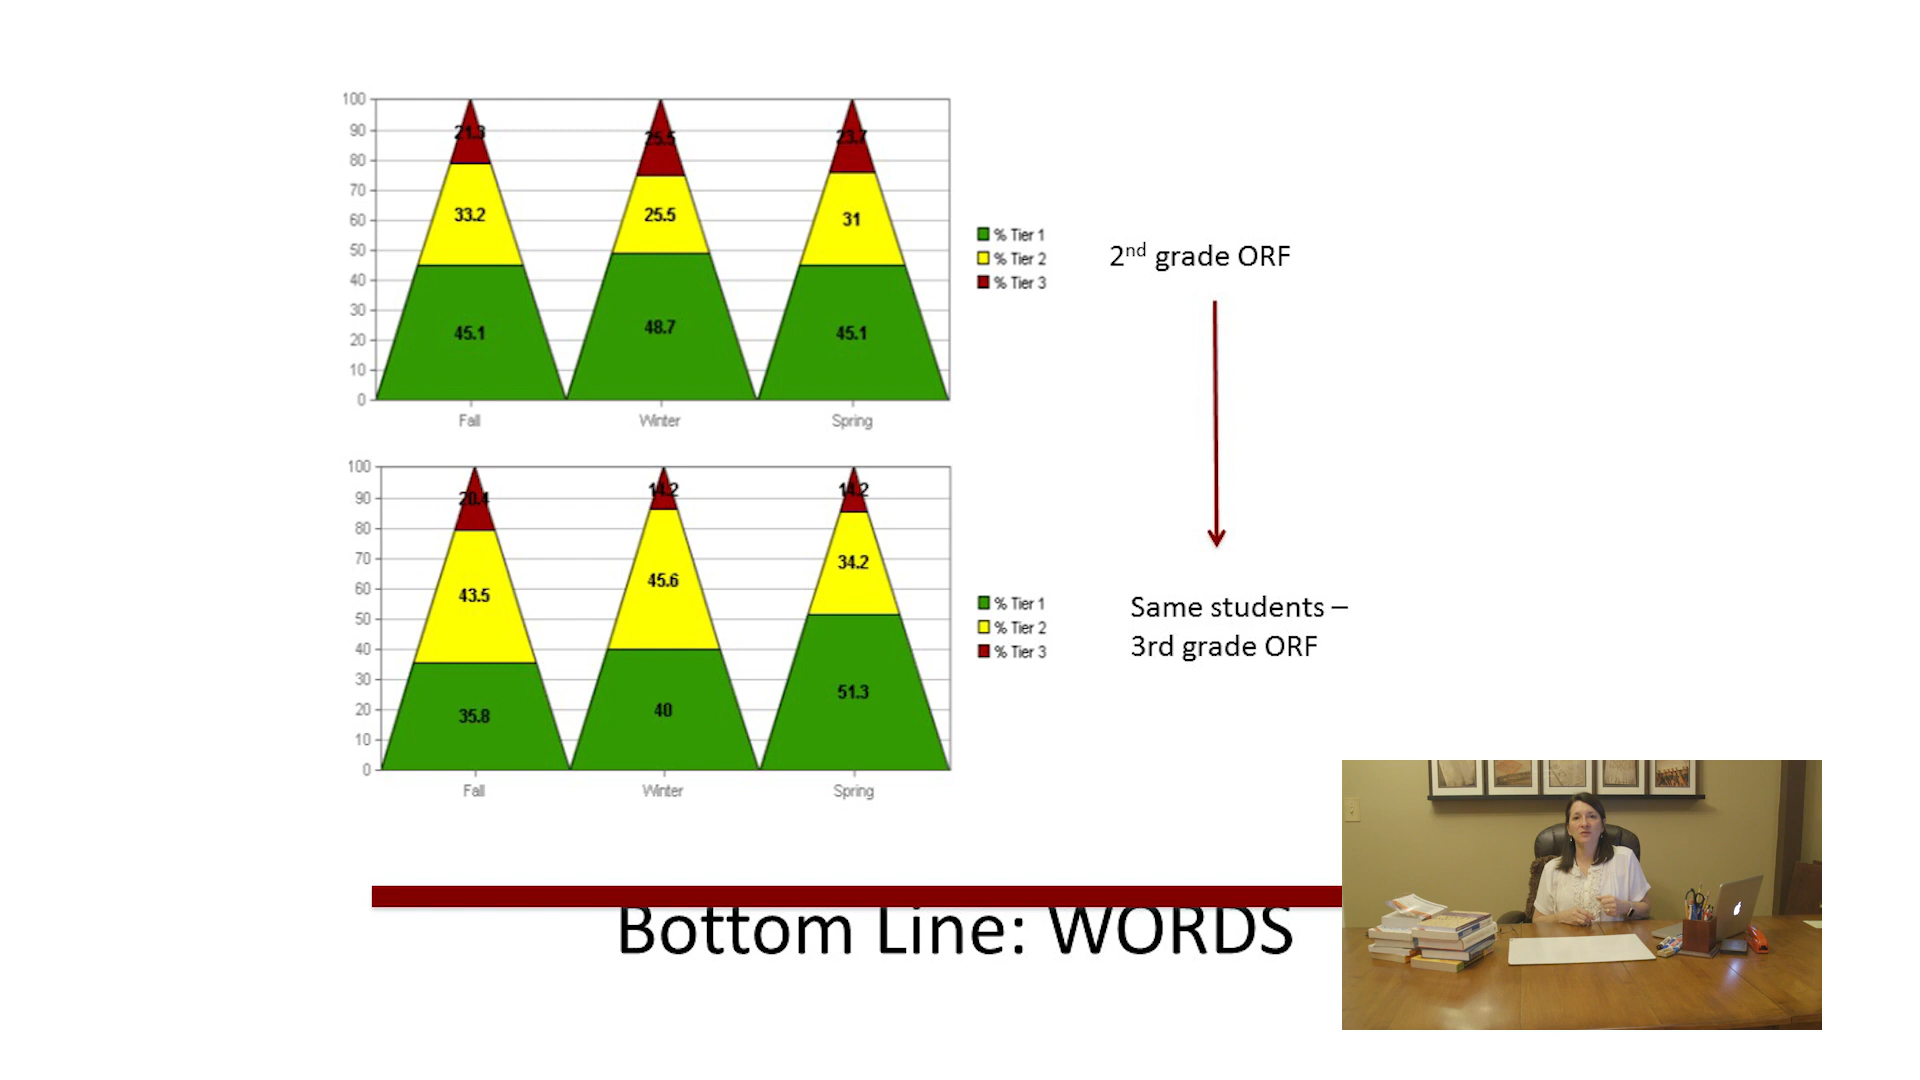 100
90
80
70
60
50
40
30
20
10
0
21.3
25.5
23.7
33.2
25.5
31
45.1
48.7
45.1
Fall
Winter
Spring
% Tier 1
% Tier 2
% Tier 3
2nd grade ORF
100
90
80
70
60
50
40
30
20
10
0
20.4
14.2
14.2
43.5
45.6
34.2
35.8
40
51.3
Fall
Winter
Spring
% Tier 1
% Tier 2
% Tier 3
Same students –
3rd grade ORF
Bottom Line: WORDS